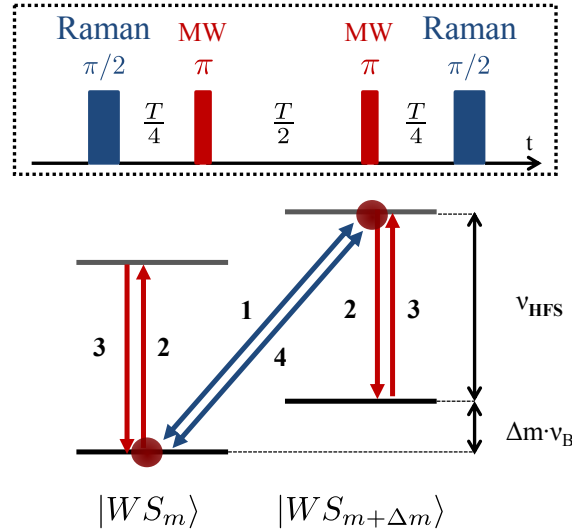 Raman MW MW Raman
π/2 π π π/2
T/4 T/2 T/4 t
1 2 3
3 2 4
ν_HFS
Δm·ν_B
|WS_m⟩ |WS_{m+Δm}⟩